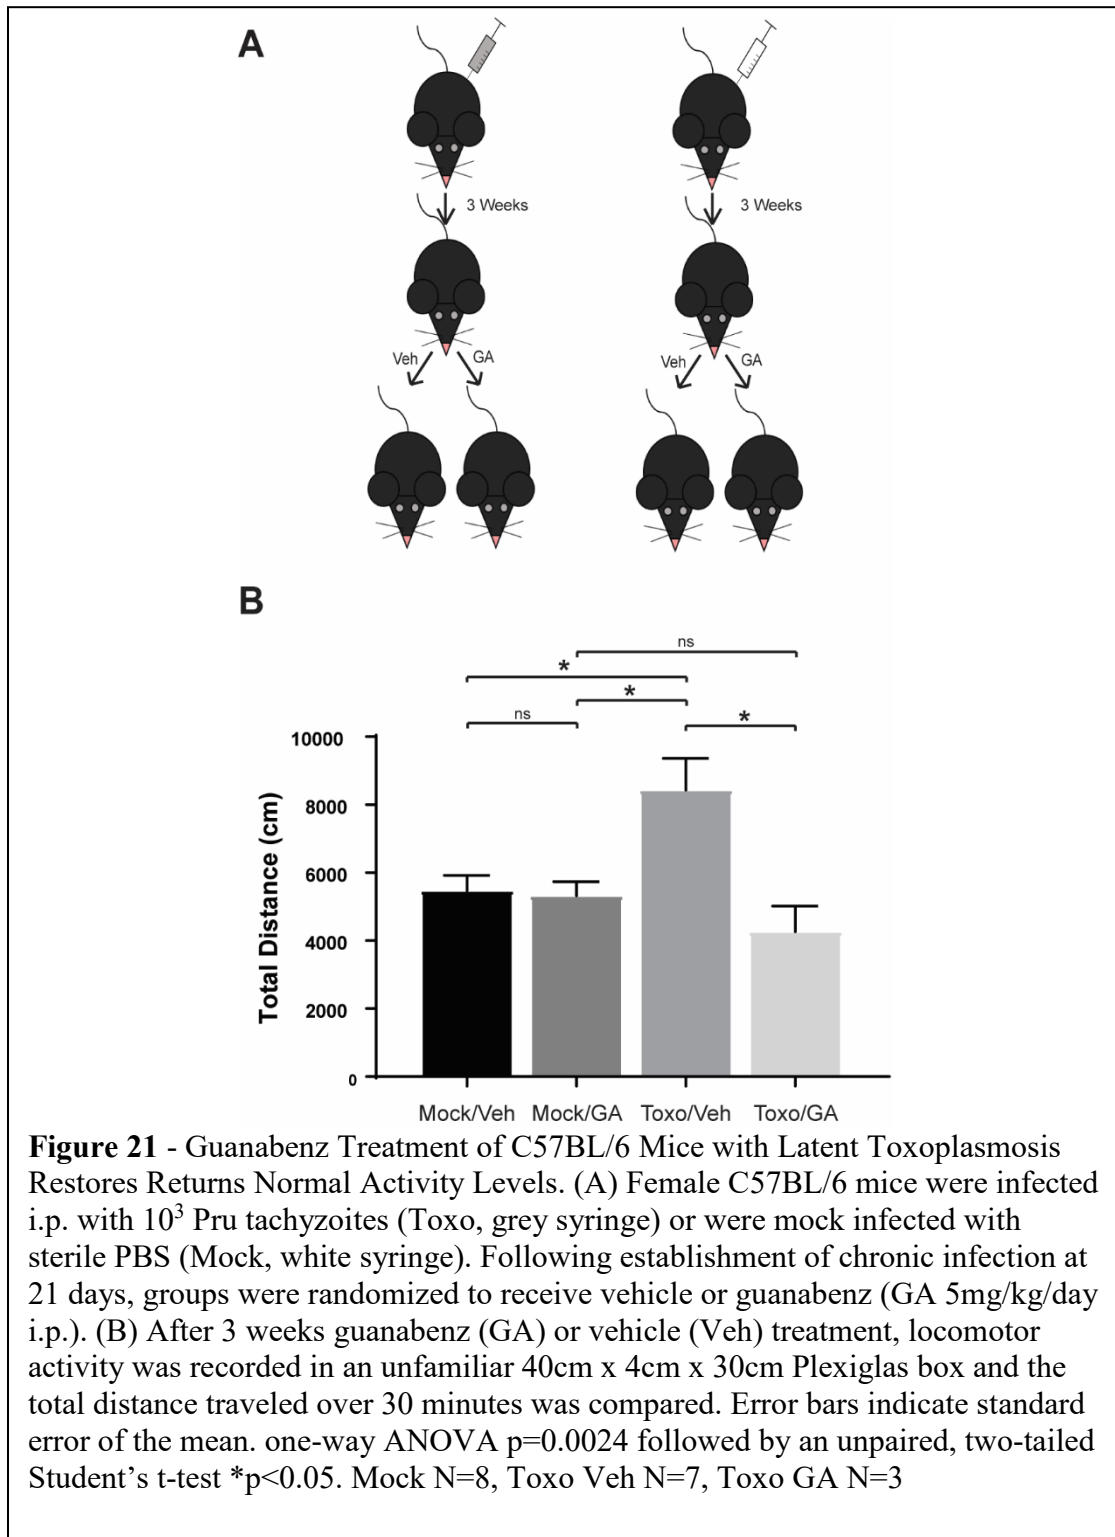 A
3 Weeks
3 Weeks
Veh
GA
Veh
GA
B
ns
*
*
ns
*
10000
8000
6000
4000
2000
0
Total Distance (cm)
Mock/Veh Mock/GA Toxo/Veh Toxo/GA
Figure 21 - Guanabenz Treatment of C57BL/6 Mice with Latent Toxoplasmosis
Restores Returns Normal Activity Levels. (A) Female C57BL/6 mice were infected
i.p. with 10³ Pru tachyzoites (Toxo, grey syringe) or were mock infected with
sterile PBS (Mock, white syringe). Following establishment of chronic infection at
21 days, groups were randomized to receive vehicle or guanabenz (GA 5mg/kg/day
i.p.). (B) After 3 weeks guanabenz (GA) or vehicle (Veh) treatment, locomotor
activity was recorded in an unfamiliar 40cm x 4cm x 30cm Plexiglas box and the
total distance traveled over 30 minutes was compared. Error bars indicate standard
error of the mean. one-way ANOVA p=0.0024 followed by an unpaired, two-tailed
Student’s t-test *p<0.05. Mock N=8, Toxo Veh N=7, Toxo GA N=3